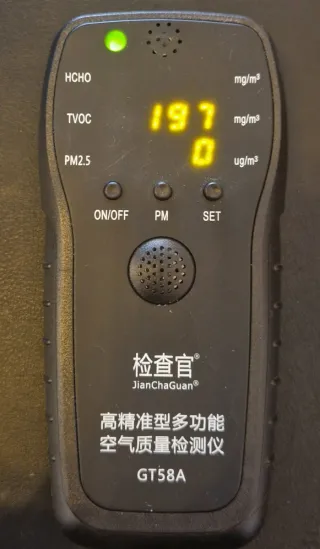 HCHO mg/m³
TVOC 197 mg/m³
PM2.5 0 ug/m³
ON/OFF PM SET
检查官®
JianChaGuan®
高精准型多功能
空气质量检测仪
GT58A